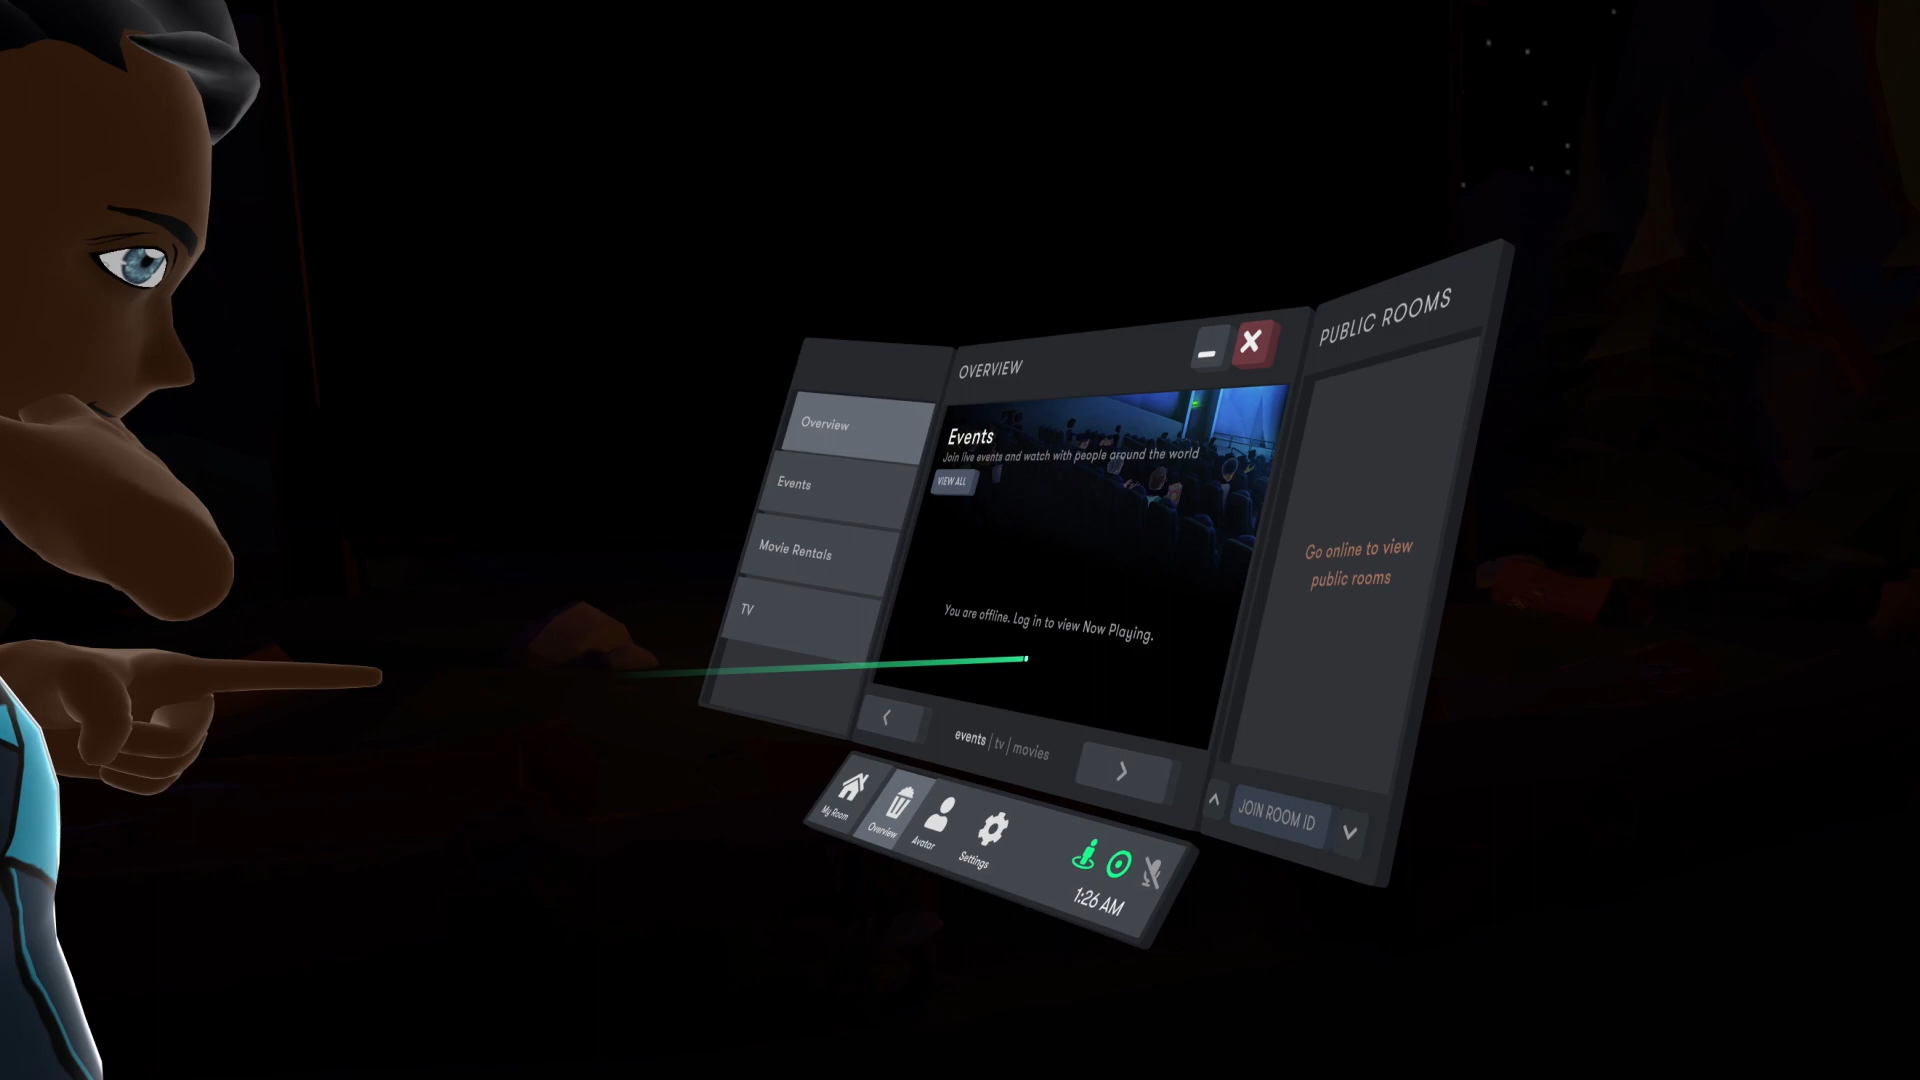 PUBLIC ROOMS
OVERVIEW
Overview
Events
Movie Rentals
TV
Events
Join live events and watch with people around the world
VIEW ALL
You are offline. Log in to view Now Playing.
events | tv | movies
Go online to view
public rooms
JOIN ROOM ID
My Room
Overview
Avatar
Settings
1:26 AM